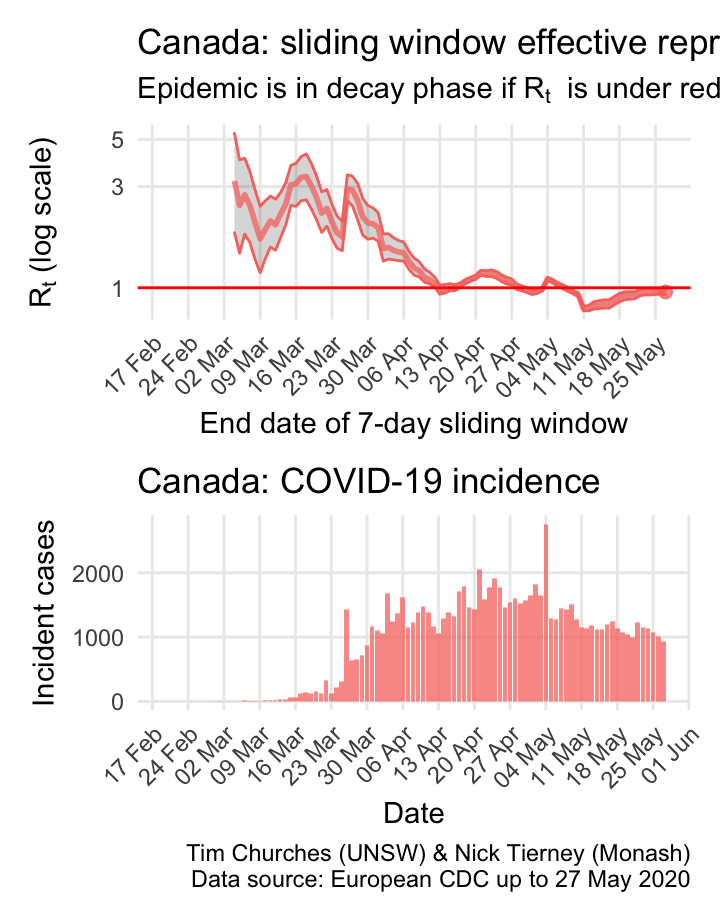 Canada: sliding window effective repr
Epidemic is in decay phase if Rt is under red
Rt (log scale)
5
3
1
17 Feb
24 Feb
02 Mar
09 Mar
16 Mar
23 Mar
30 Mar
06 Apr
13 Apr
20 Apr
27 Apr
04 May
11 May
18 May
25 May
End date of 7-day sliding window
Canada: COVID-19 incidence
Incident cases
2000
1000
0
17 Feb
24 Feb
02 Mar
09 Mar
16 Mar
23 Mar
30 Mar
06 Apr
13 Apr
20 Apr
27 Apr
04 May
11 May
18 May
25 May
01 Jun
Date
Tim Churches (UNSW) & Nick Tierney (Monash)
Data source: European CDC up to 27 May 2020